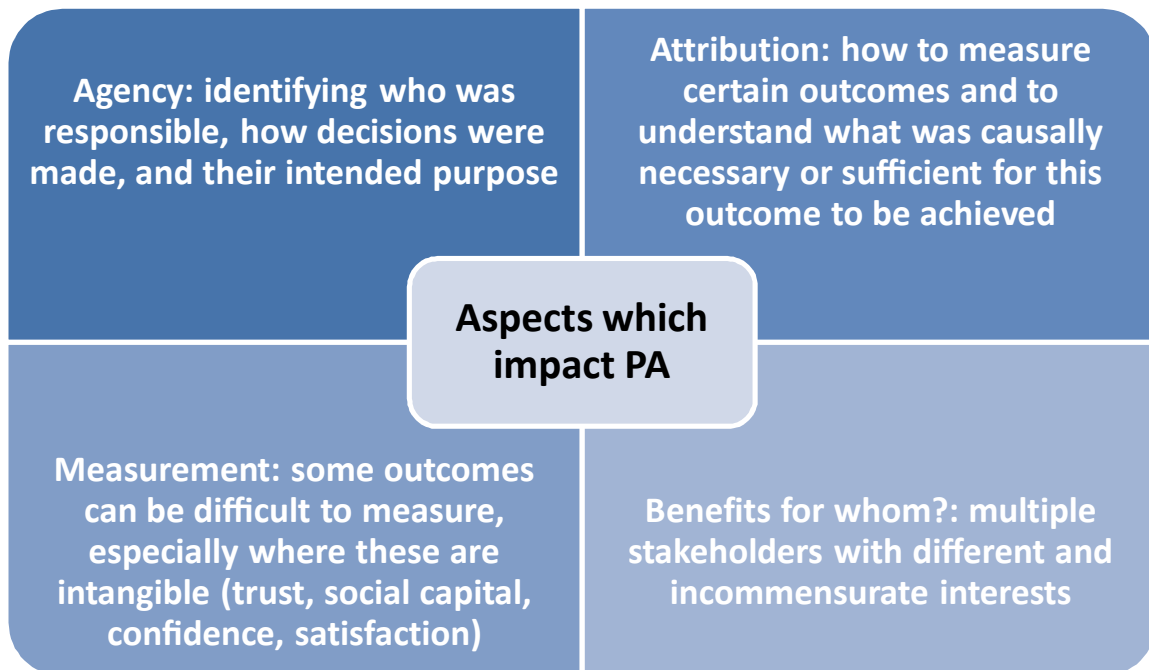 Agency: identifying who was
responsible, how decisions were
made, and their intended purpose
Attribution: how to measure
certain outcomes and to
understand what was causally
necessary or sufficient for this
outcome to be achieved
Aspects which
impact PA
Measurement: some outcomes
can be difficult to measure,
especially where these are
intangible (trust, social capital,
confidence, satisfaction)
Benefits for whom?: multiple
stakeholders with different and
incommensurate interests